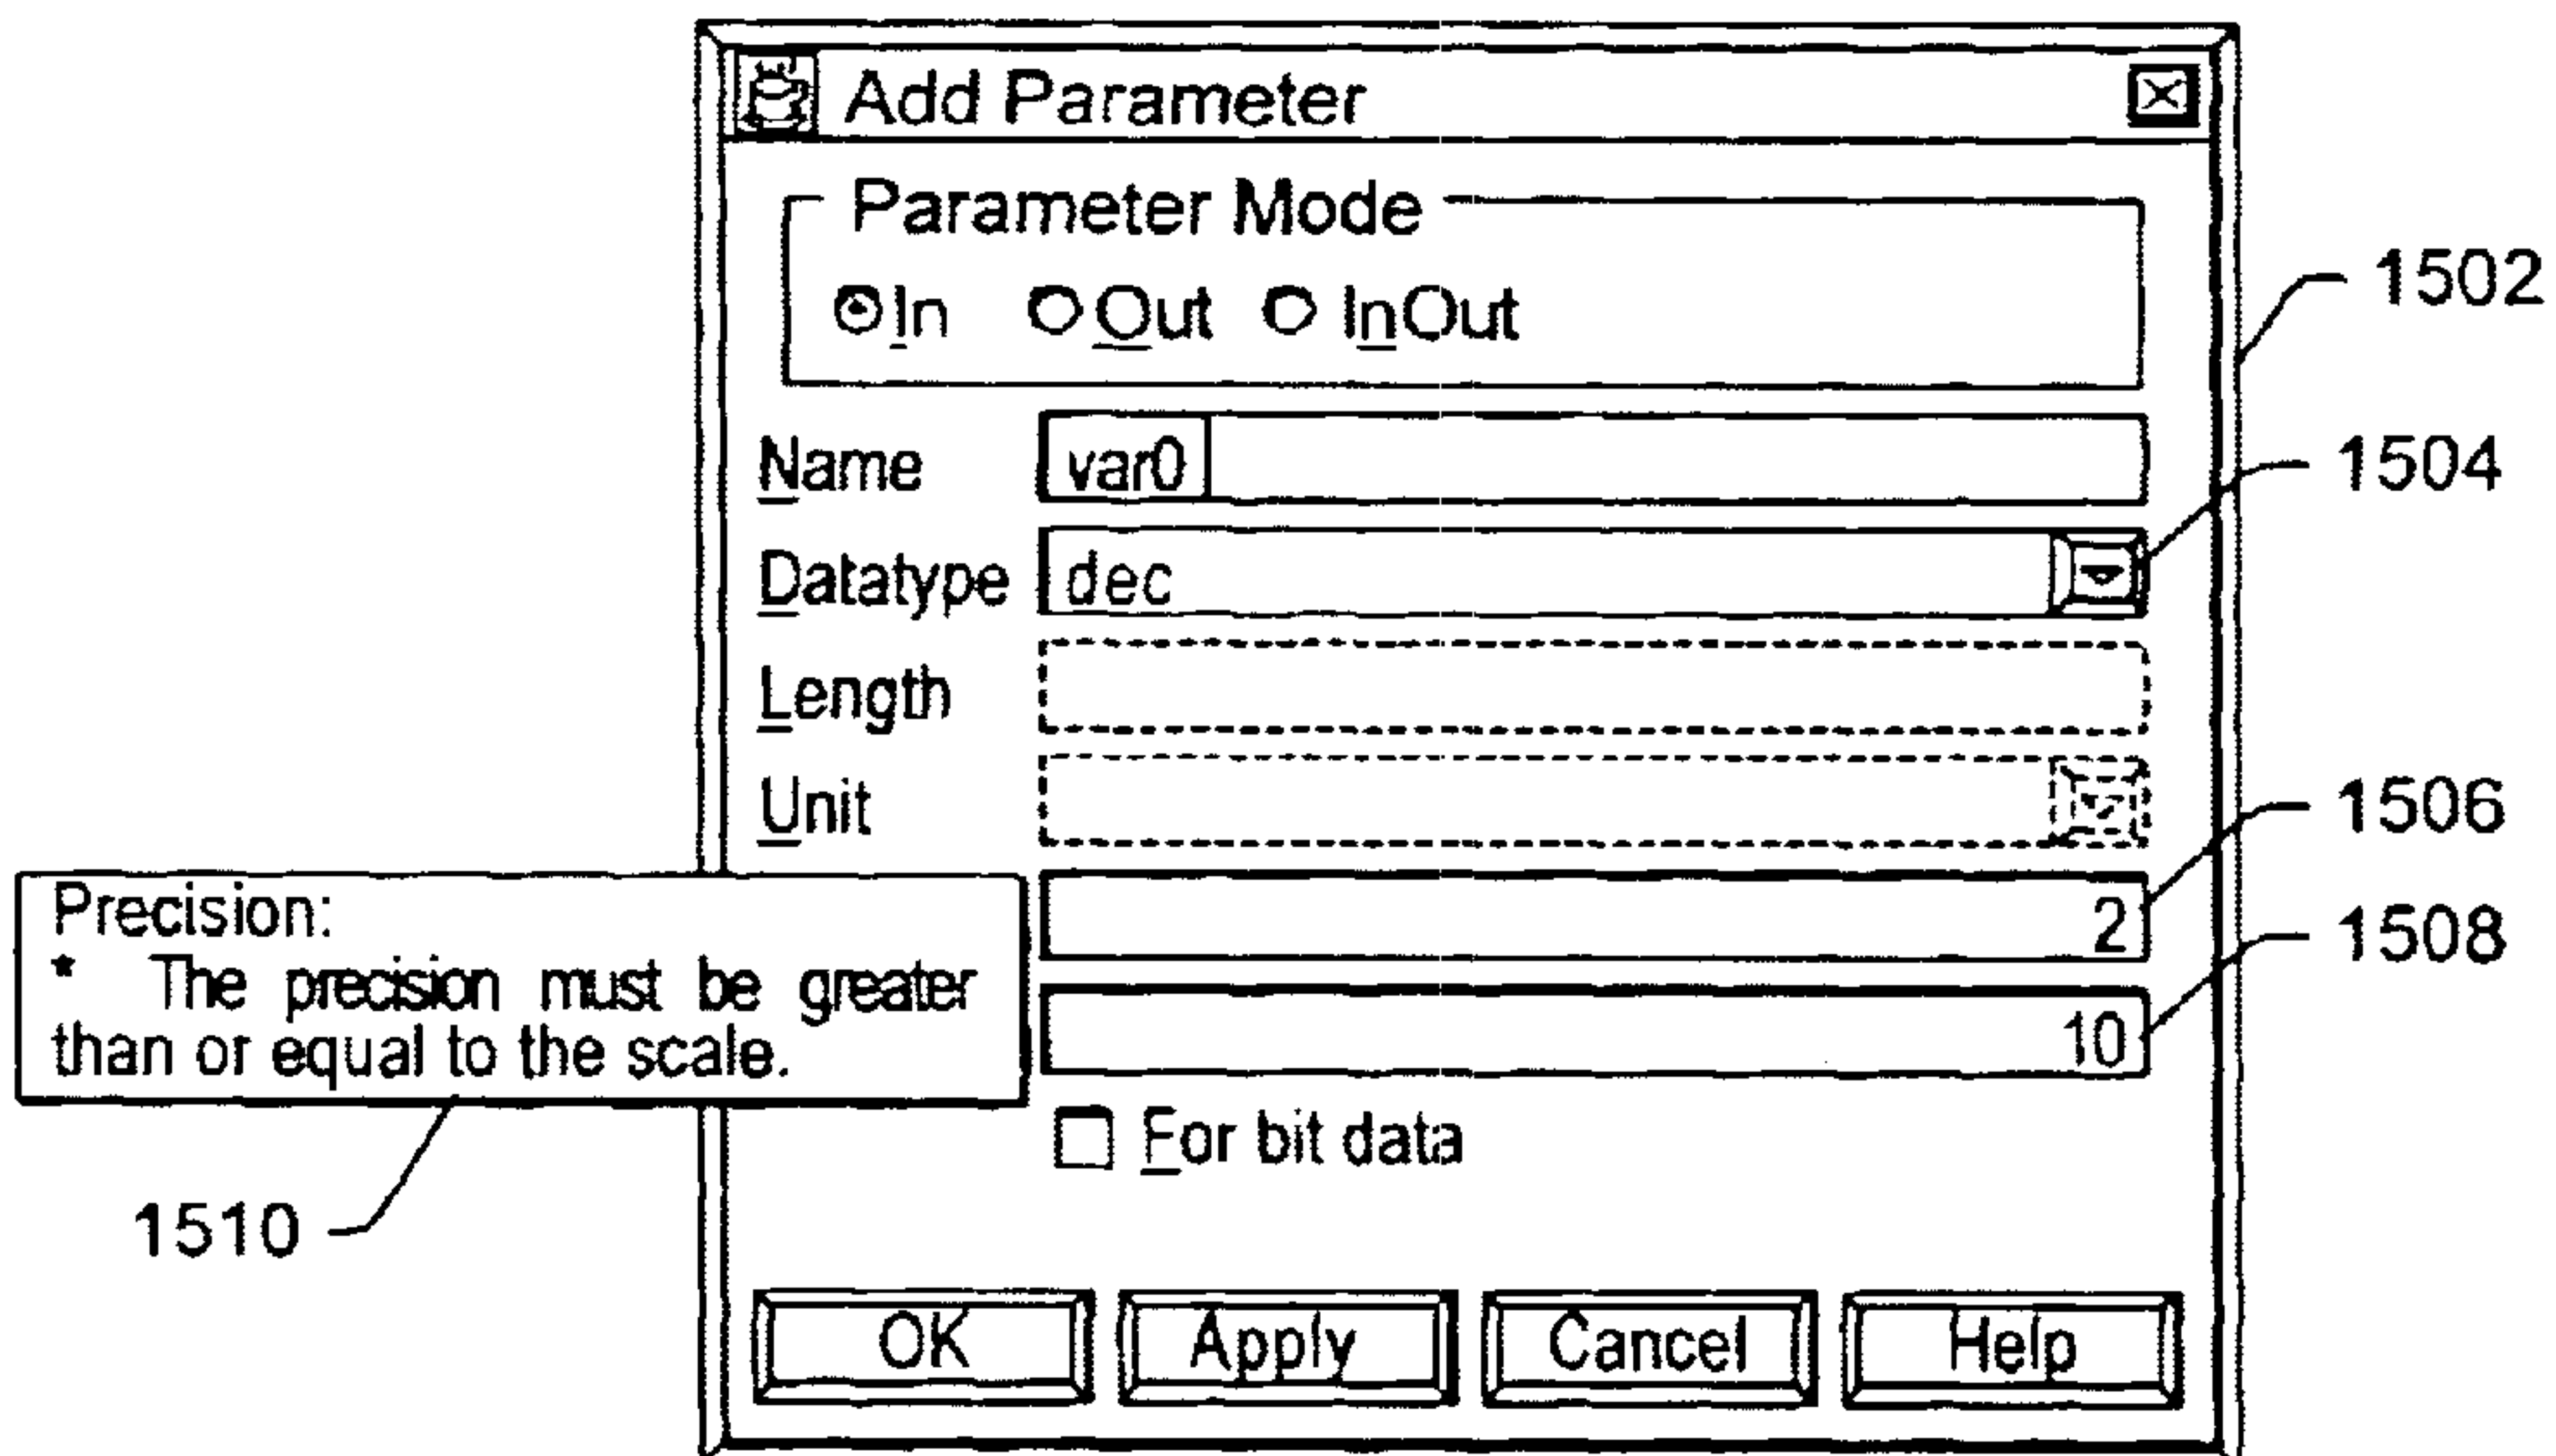 Add Parameter
Parameter Mode
In Out InOut
1502
Name var0
1504
Datatype dec
Length
Unit
1506
Precision:
* The precision must be greater
than or equal to the scale.
2
1508
10
For bit data
1510
OK Apply Cancel Help